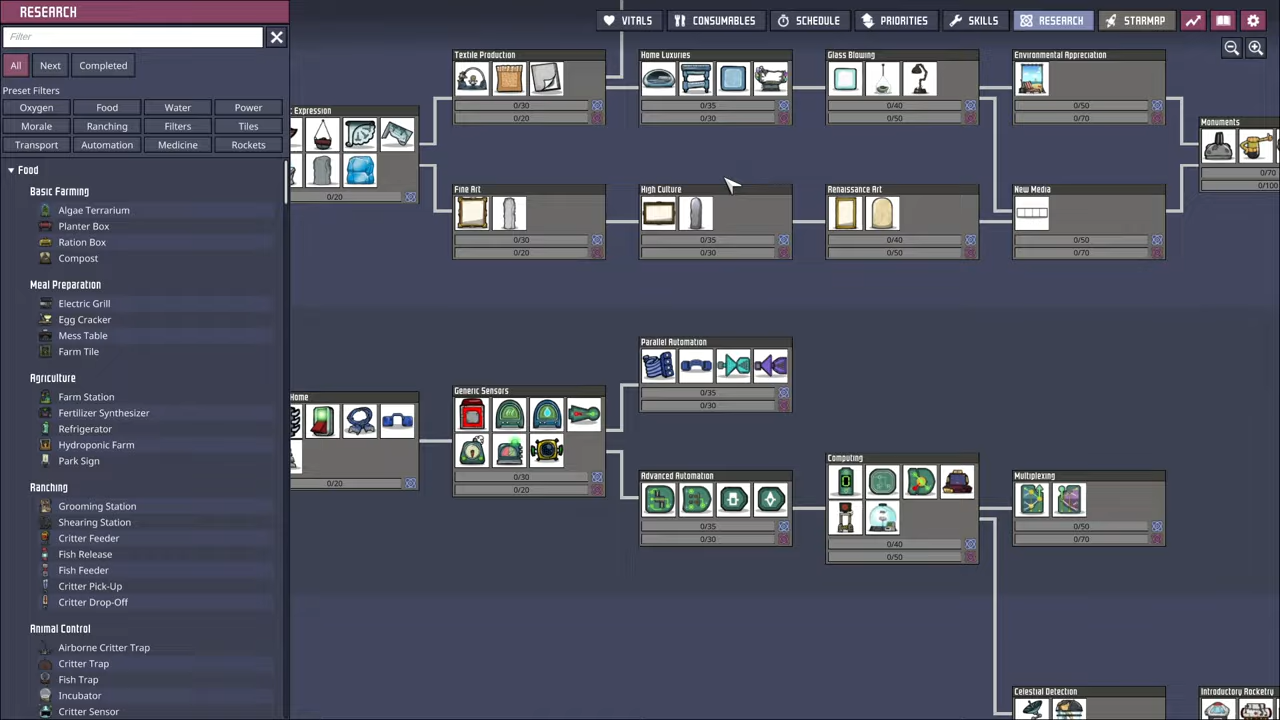 RESEARCH
VITALS
CONSUMABLES
SCHEDULE
PRIORITIES
SKILLS
RESEARCH
STARMAP
Filter
All
Next
Completed
Preset Filters
Oxygen
Food
Water
Power
Morale
Ranching
Filters
Tiles
Transport
Automation
Medicine
Rockets
Food
Basic Farming
Algae Terrarium
Planter Box
Ration Box
Compost
Meal Preparation
Electric Grill
Egg Cracker
Mess Table
Farm Tile
Agriculture
Farm Station
Fertilizer Synthesizer
Refrigerator
Hydroponic Farm
Park Sign
Ranching
Grooming Station
Shearing Station
Critter Feeder
Fish Release
Fish Feeder
Critter Pick-Up
Critter Drop-Off
Animal Control
Airborne Critter Trap
Critter Trap
Fish Trap
Incubator
Critter Sensor
Expression
0/20
Textile Production
0/30
0/20
Home Luxuries
0/35
0/30
Glass Blowing
0/40
0/50
Environmental Appreciation
0/50
0/70
Monuments
0/70
0/100
Fine Art
0/30
0/20
High Culture
0/35
0/30
Renaissance Art
0/40
0/50
New Media
0/50
0/70
Home
0/20
Generic Sensors
0/30
0/20
Parallel Automation
0/35
0/30
Advanced Automation
0/35
0/30
Computing
0/40
0/50
Multiplexing
0/50
0/70
Celestial Detection
Introductory Rocketry